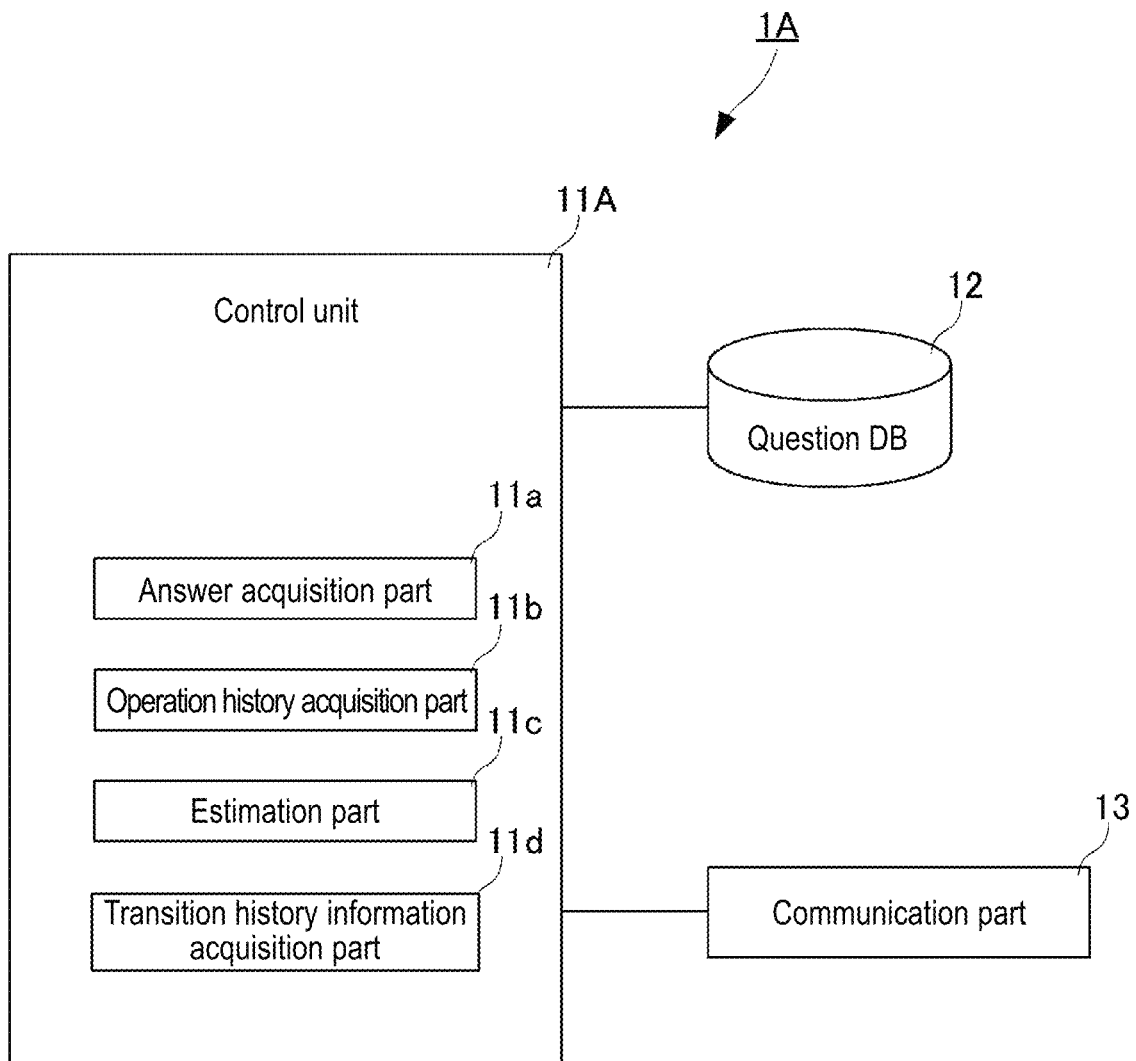 1A
11A
Control unit
12
Question DB
11a
Answer acquisition part
11b
Operation history acquisition part
11c
Estimation part
13
11d
Transition history information
acquisition part
Communication part